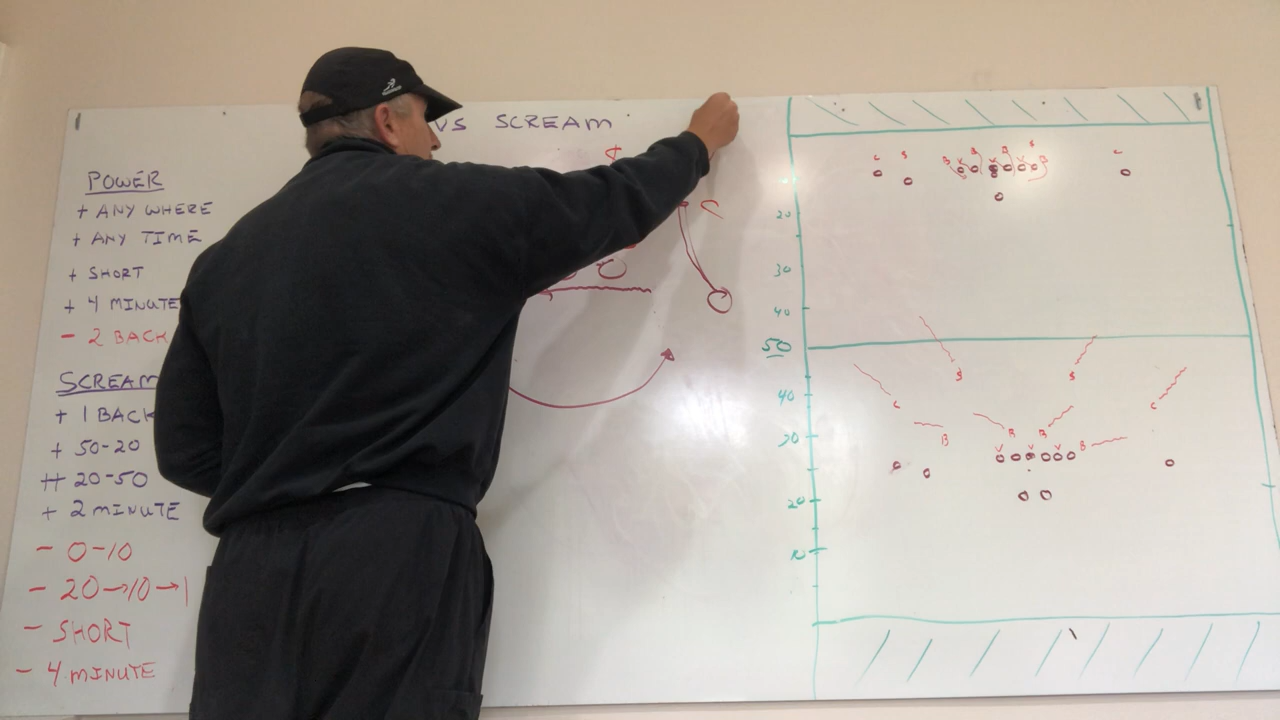 VS SCREAM
POWER
+ ANY WHERE
+ ANY TIME
+ SHORT
+ 4 MINUTE
- 2 BACK
SCREAM
+ 1 BACK
+ 50-20
++ 20-50
+ 2 MINUTE
- 0-10
- 20→10→1
- SHORT
- 4 MINUTE
C
20
30
40
50
40
30
20
10
C S B B B S B C
S S
C C
B B B B
V V V V